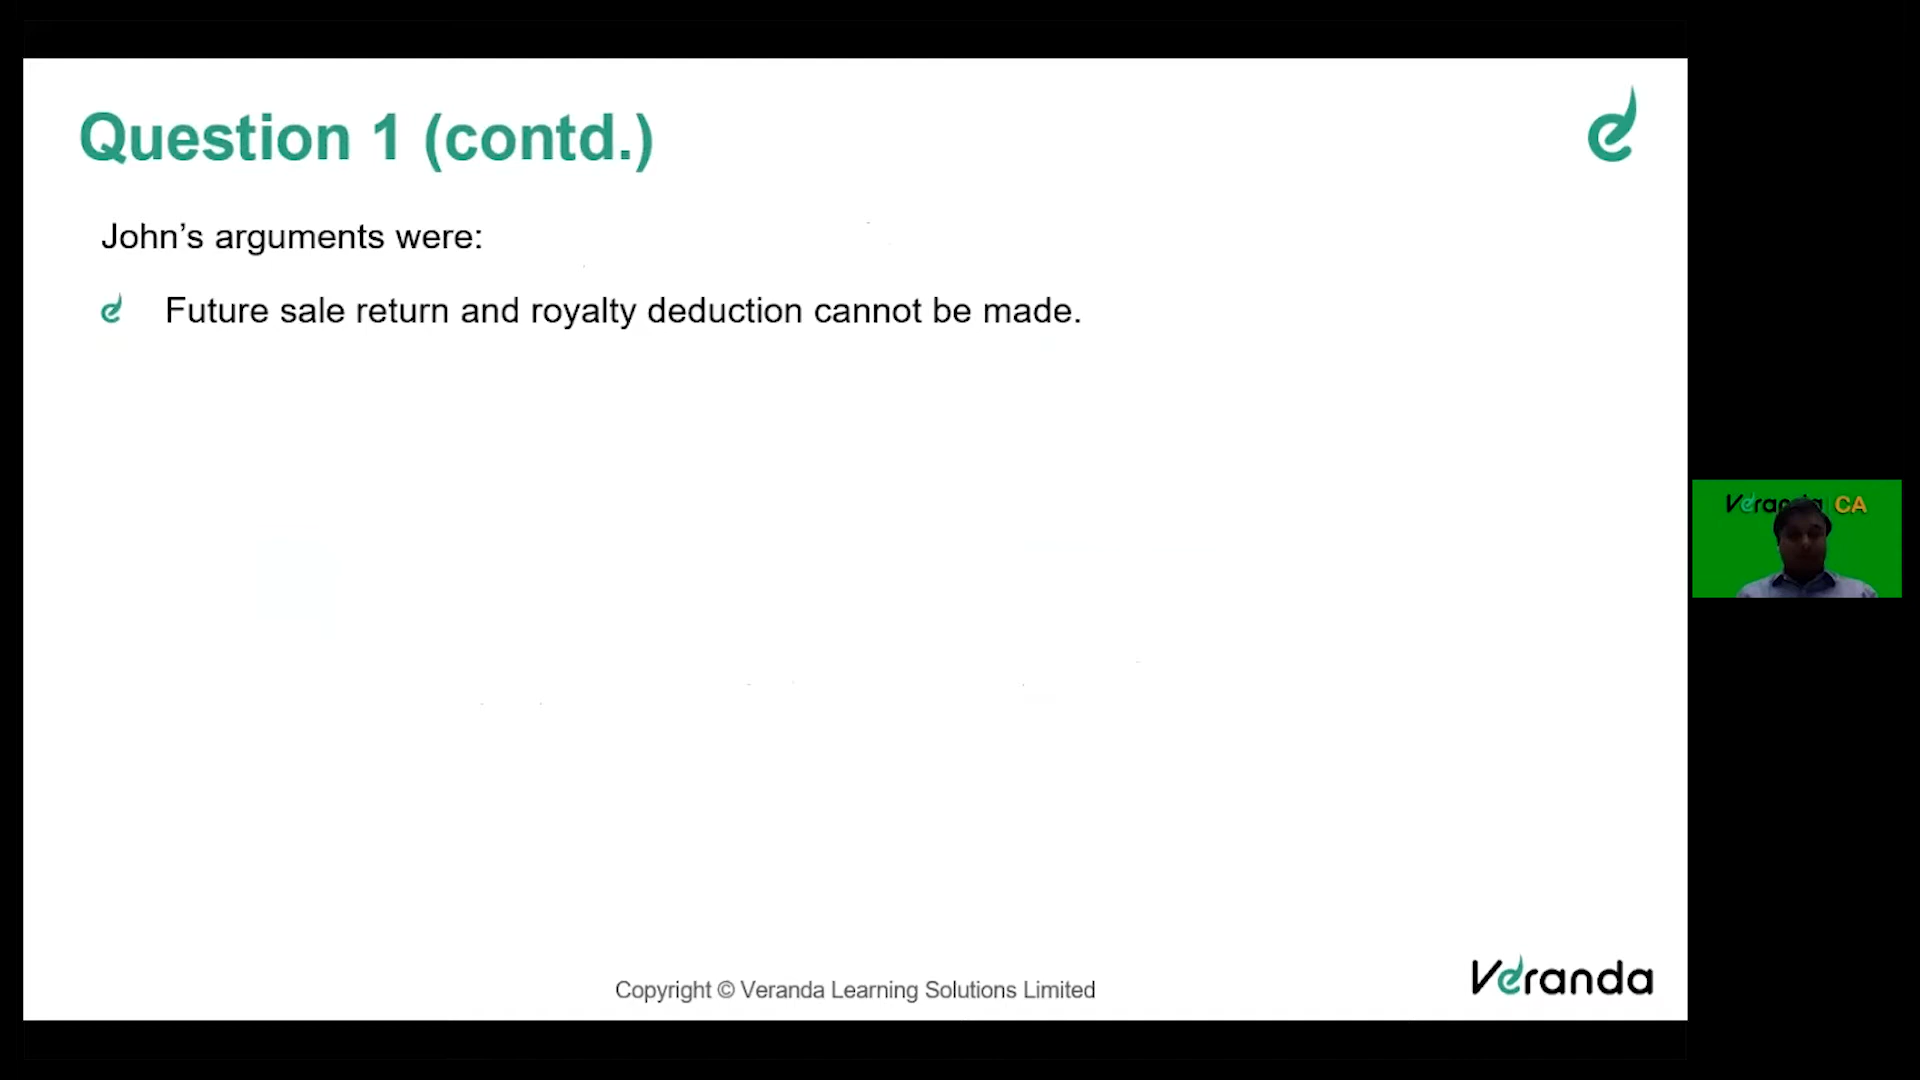 Question 1 (contd.)
John’s arguments were:
Future sale return and royalty deduction cannot be made.
CA
Copyright © Veranda Learning Solutions Limited
Veranda